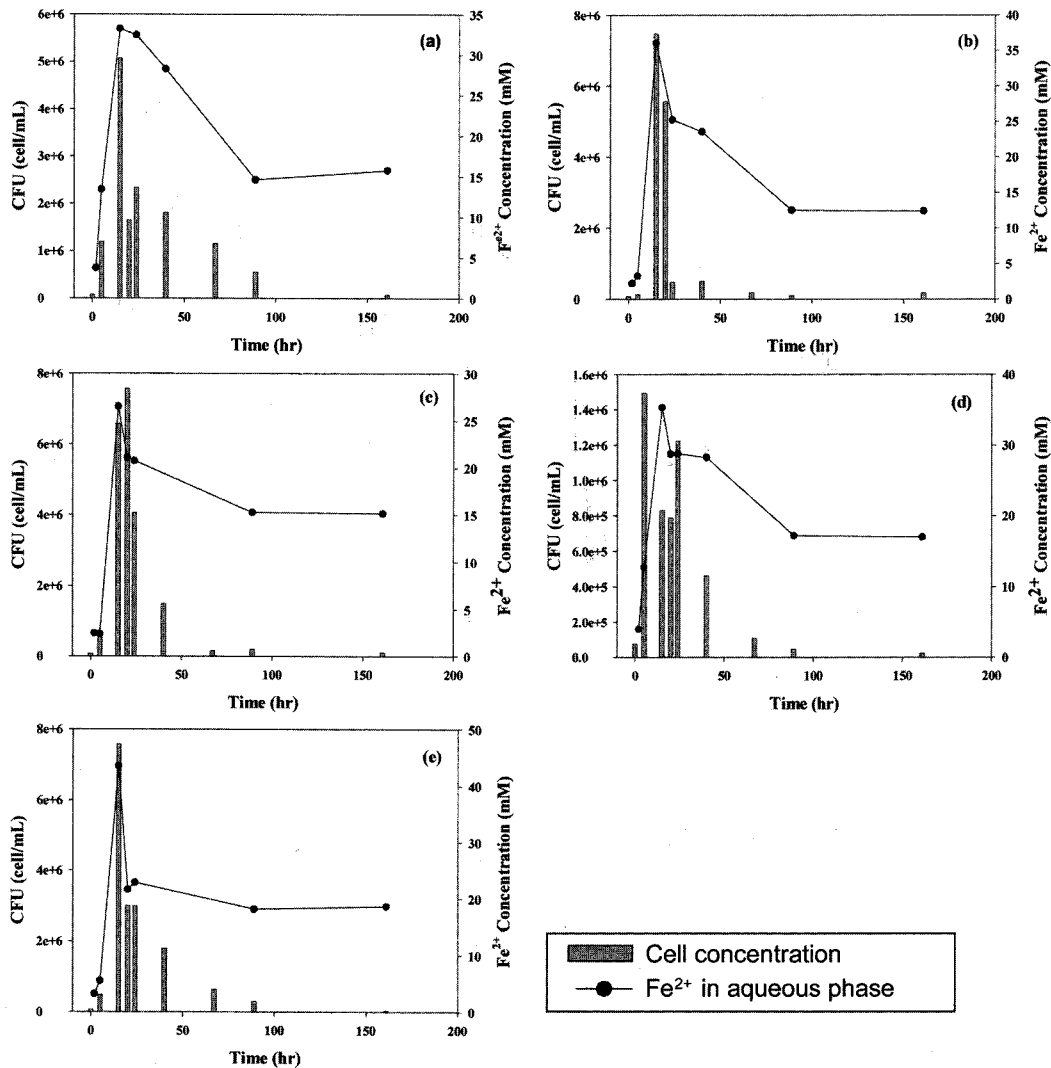 (a)
CFU (cell/mL)
6e+6
5e+6
4e+6
3e+6
2e+6
1e+6
0
35
30
25
20
15
10
5
0
F^e2+ Concentration (mM)
0 50 100 150 200
Time (hr)
(b)
CFU (cell/mL)
8e+6
6e+6
4e+6
2e+6
0
40
35
30
25
20
15
10
5
0
Fe2+ Concentration (mM)
0 50 100 150 200
Time (hr)
(c)
CFU (cell/mL)
8e+6
6e+6
4e+6
2e+6
0
30
25
20
15
10
5
0
Fe2+ Concentration (mM)
0 50 100 150 200
Time (hr)
(d)
CFU (cell/mL)
1.6e+6
1.4e+6
1.2e+6
1.0e+6
8.0e+5
6.0e+5
4.0e+5
2.0e+5
0.0
40
30
20
10
0
Fe2+ Concentration (mM)
0 50 100 150 200
Time (hr)
(e)
CFU (cell/mL)
8e+6
6e+6
4e+6
2e+6
0
50
40
30
20
10
0
Fe2+ Concentration (mM)
0 50 100 150 200
Time (hr)
Cell concentration
Fe2+ in aqueous phase